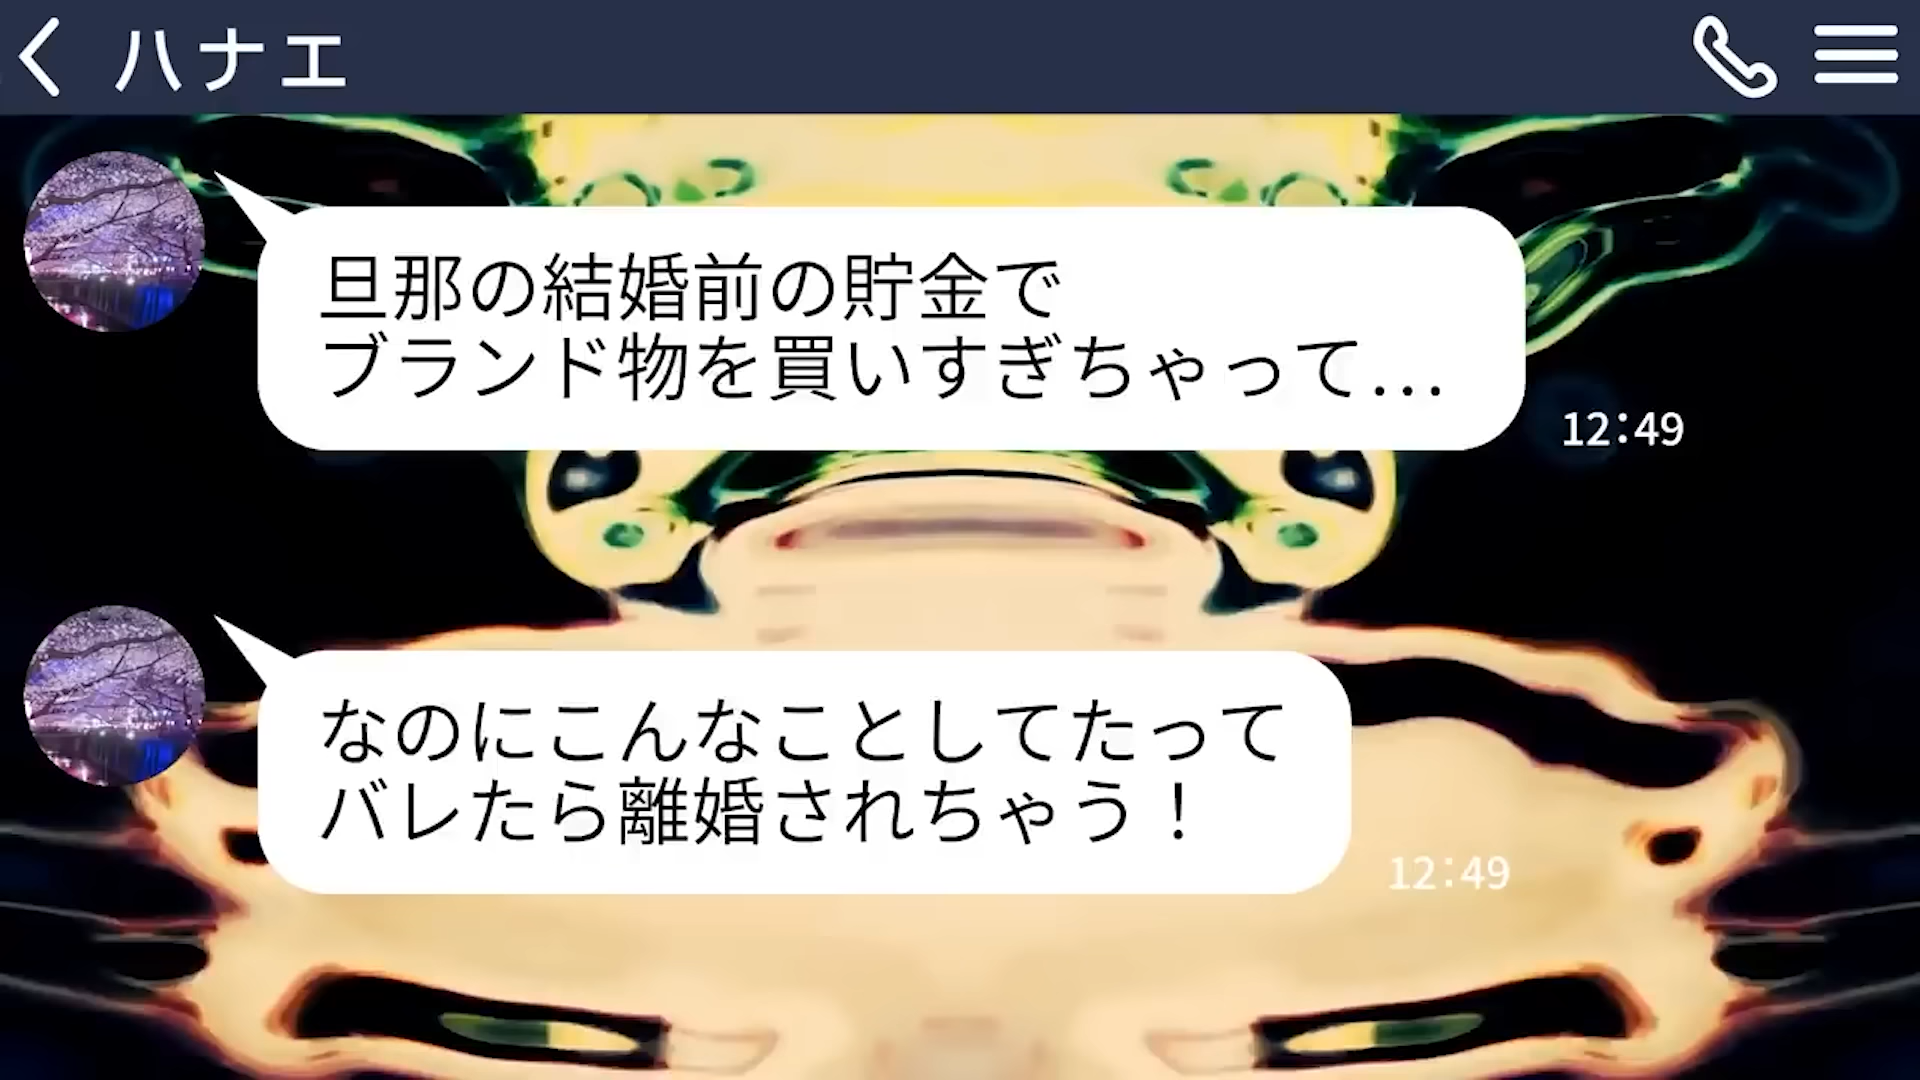 ハナエ
旦那の結婚前の貯金で
ブランド物を買いすぎちゃって…
12:49
なのにこんなことしてたって
バレたら離婚されちゃう！
12:49